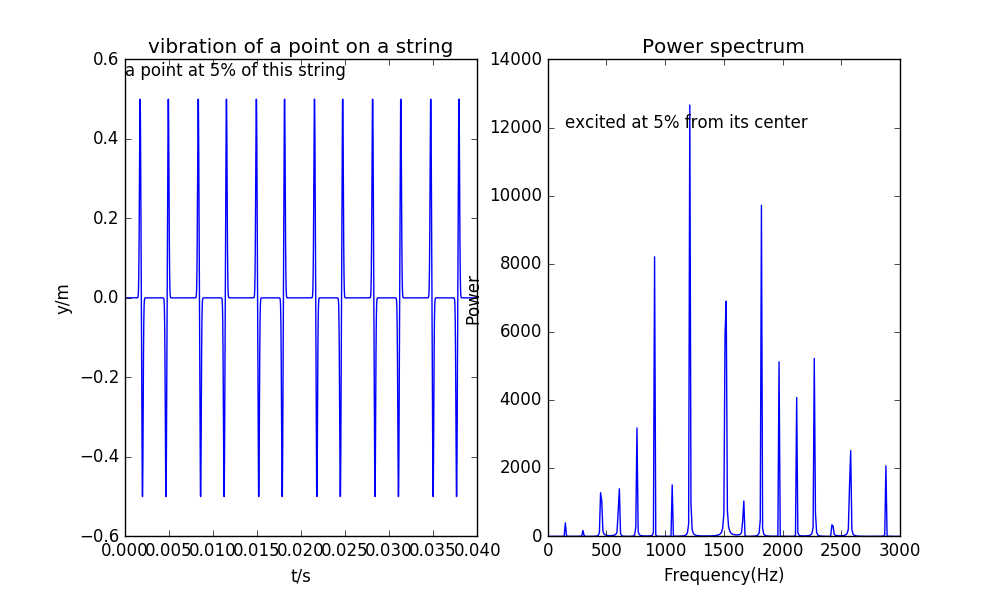 vibration of a point on a string
a point at 5% of this string
0.6
0.4
0.2
0.0
−0.2
−0.4
−0.6
y/m
0.000 0.005 0.010 0.015 0.020 0.025 0.030 0.035 0.040
t/s
Power spectrum
excited at 5% from its center
14000
12000
10000
8000
6000
4000
2000
0
Power
0 500 1000 1500 2000 2500 3000
Frequency(Hz)